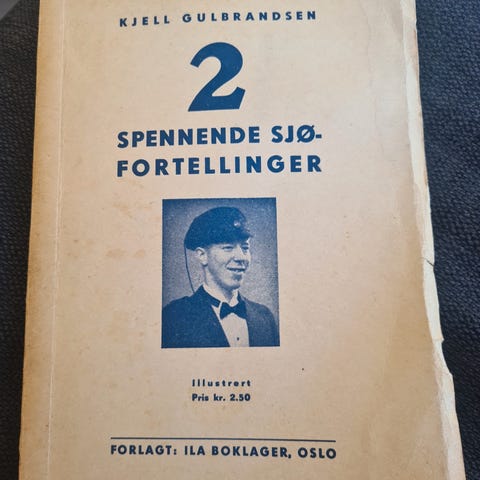 KJELL GULBRANDSEN
2
SPENNENDE SJØ-
FORTELLINGER
Illustrert
Pris kr. 2.50
FORLAGT: ILA BOKLAGER, OSLO